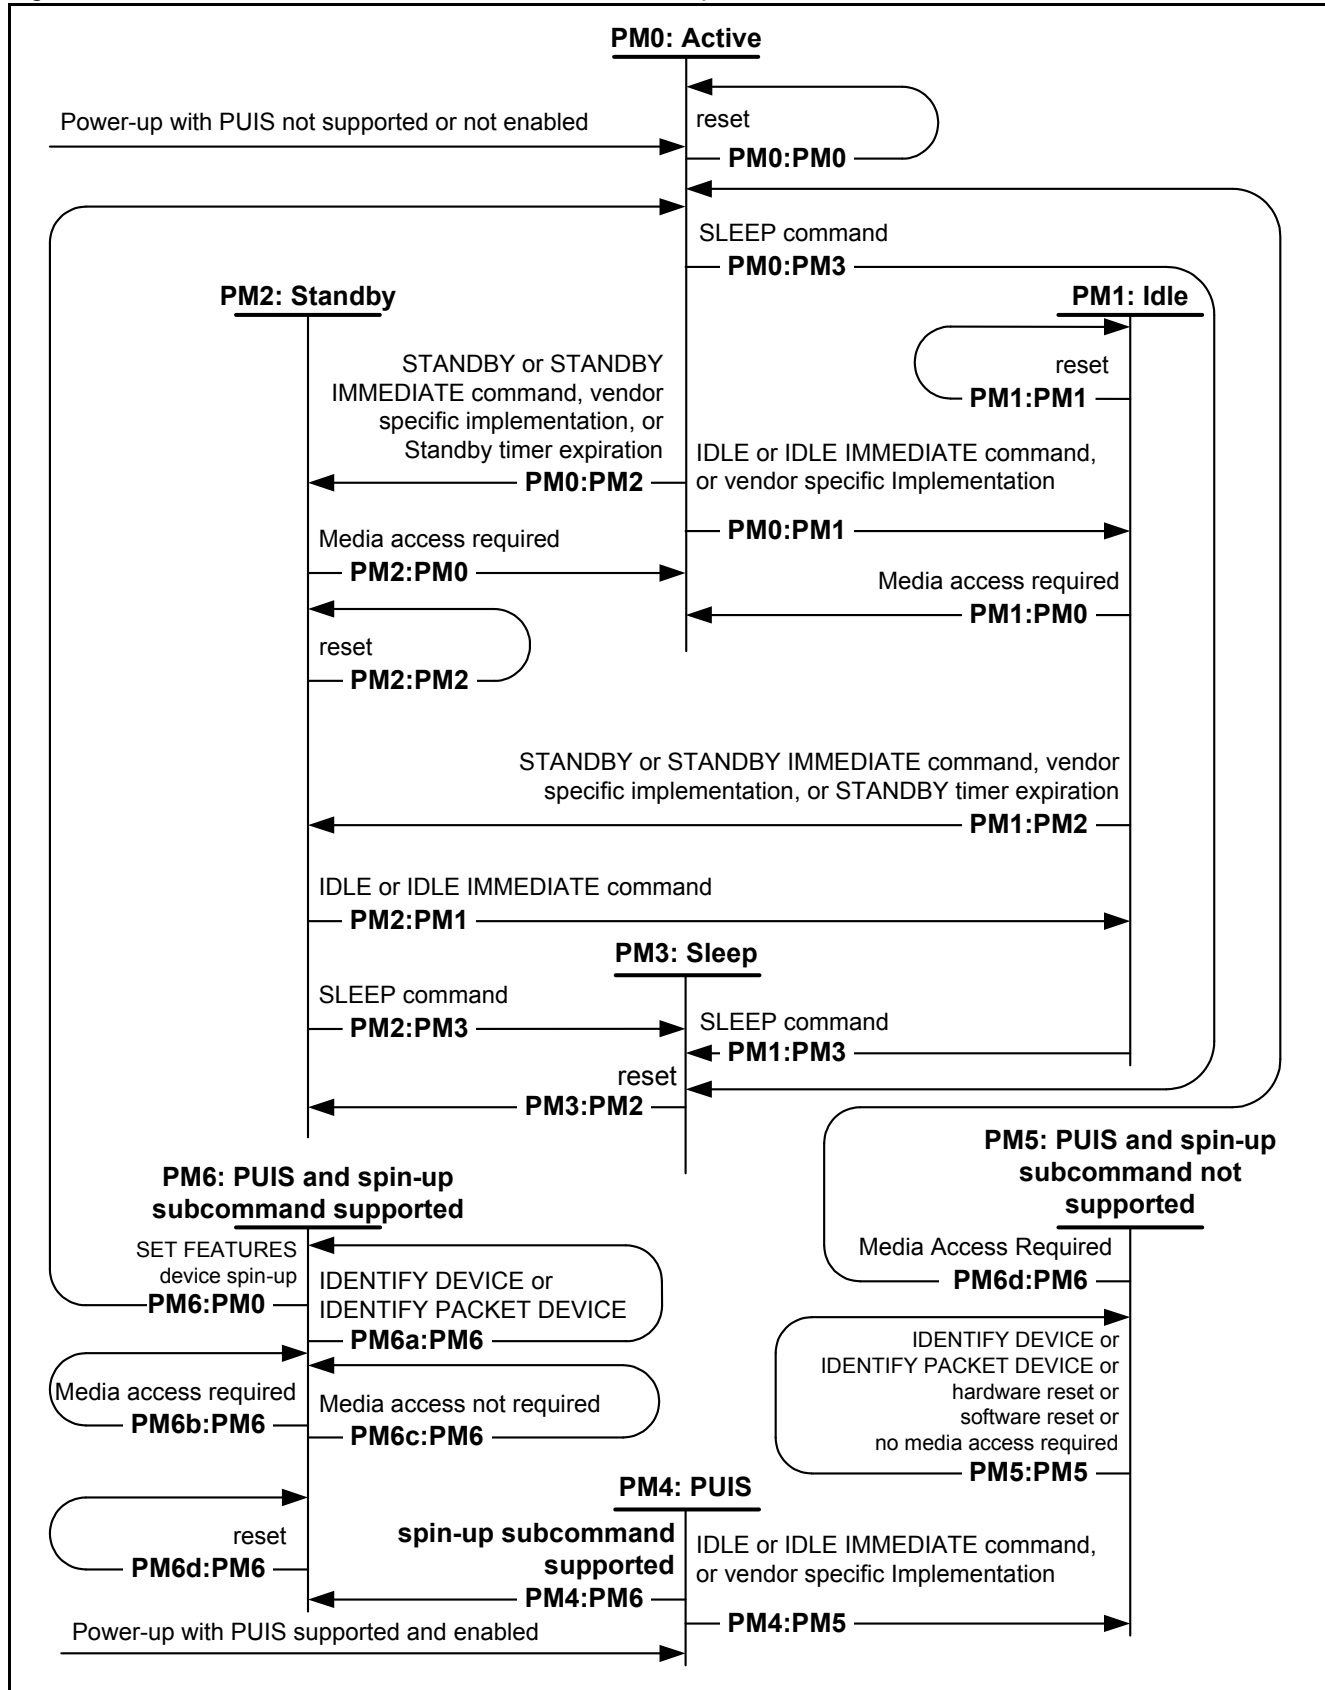 PM0: Active
reset
Power-up with PUIS not supported or not enabled
PM0:PM0
SLEEP command
PM0:PM3
PM2: Standby
PM1: Idle
STANDBY or STANDBY
IMMEDIATE command, vendor
specific implementation, or
Standby timer expiration
PM0:PM2
reset
PM1:PM1
IDLE or IDLE IMMEDIATE command,
or vendor specific Implementation
PM0:PM1
Media access required
PM2:PM0
Media access required
PM1:PM0
reset
PM2:PM2
STANDBY or STANDBY IMMEDIATE command, vendor
specific implementation, or STANDBY timer expiration
PM1:PM2
IDLE or IDLE IMMEDIATE command
PM2:PM1
PM3: Sleep
SLEEP command
PM2:PM3
SLEEP command
PM1:PM3
reset
PM3:PM2
PM6: PUIS and spin-up
subcommand supported
PM5: PUIS and spin-up
subcommand not
supported
SET FEATURES
device spin-up
PM6:PM0
IDENTIFY DEVICE or
IDENTIFY PACKET DEVICE
PM6a:PM6
Media Access Required
PM6d:PM6
Media access required
PM6b:PM6
Media access not required
PM6c:PM6
IDENTIFY DEVICE or
IDENTIFY PACKET DEVICE or
hardware reset or
software reset or
no media access required
PM5:PM5
PM4: PUIS
reset
PM6d:PM6
spin-up subcommand
supported
PM4:PM6
IDLE or IDLE IMMEDIATE command,
or vendor specific Implementation
PM4:PM5
Power-up with PUIS supported and enabled